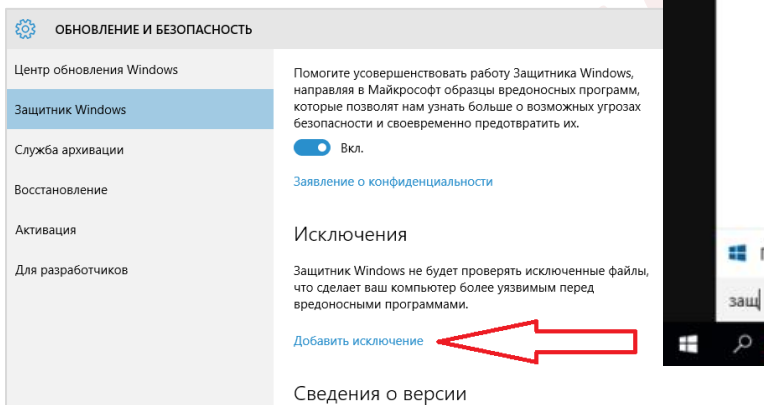 ОБНОВЛЕНИЕ И БЕЗОПАСНОСТЬ
Центр обновления Windows
Защитник Windows
Служба архивации
Восстановление
Активация
Для разработчиков
Помогите усовершенствовать работу Защитника Windows,
направляя в Майкрософт образцы вредоносных программ,
которые позволят нам узнать больше о возможных угрозах
безопасности и своевременно предотвратить их.
Вкл.
Заявление о конфиденциальности
Исключения
Защитник Windows не будет проверять исключенные файлы,
что сделает ваш компьютер более уязвимым перед
вредоносными программами.
Добавить исключение
Сведения о версии
защ